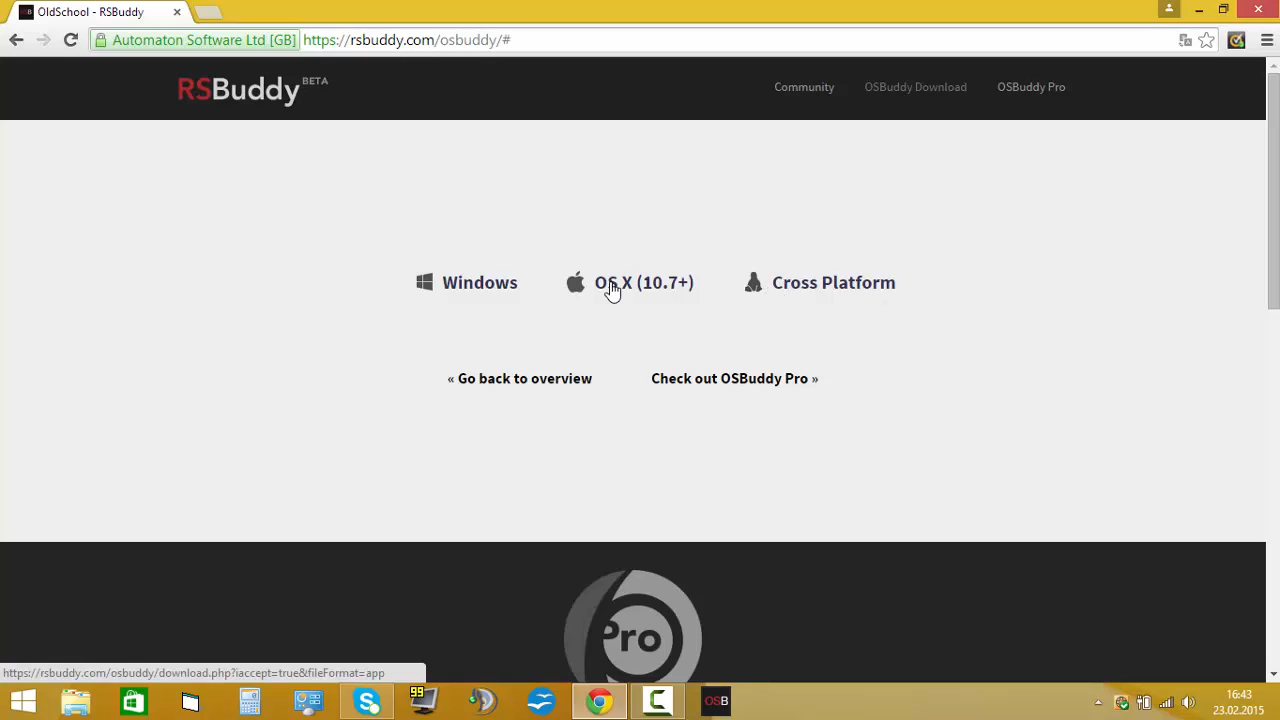 OldSchool - RSBuddy
Automaton Software Ltd [GB] https://rsbuddy.com/osbuddy/#
RSBuddy BETA
Community OSBuddy Download OSBuddy Pro
Windows OS X (10.7+) Cross Platform
« Go back to overview Check out OSBuddy Pro »
Pro
https://rsbuddy.com/osbuddy/download.php?iaccept=true&fileFormat=app
99
OSB
16:43
23.02.2015